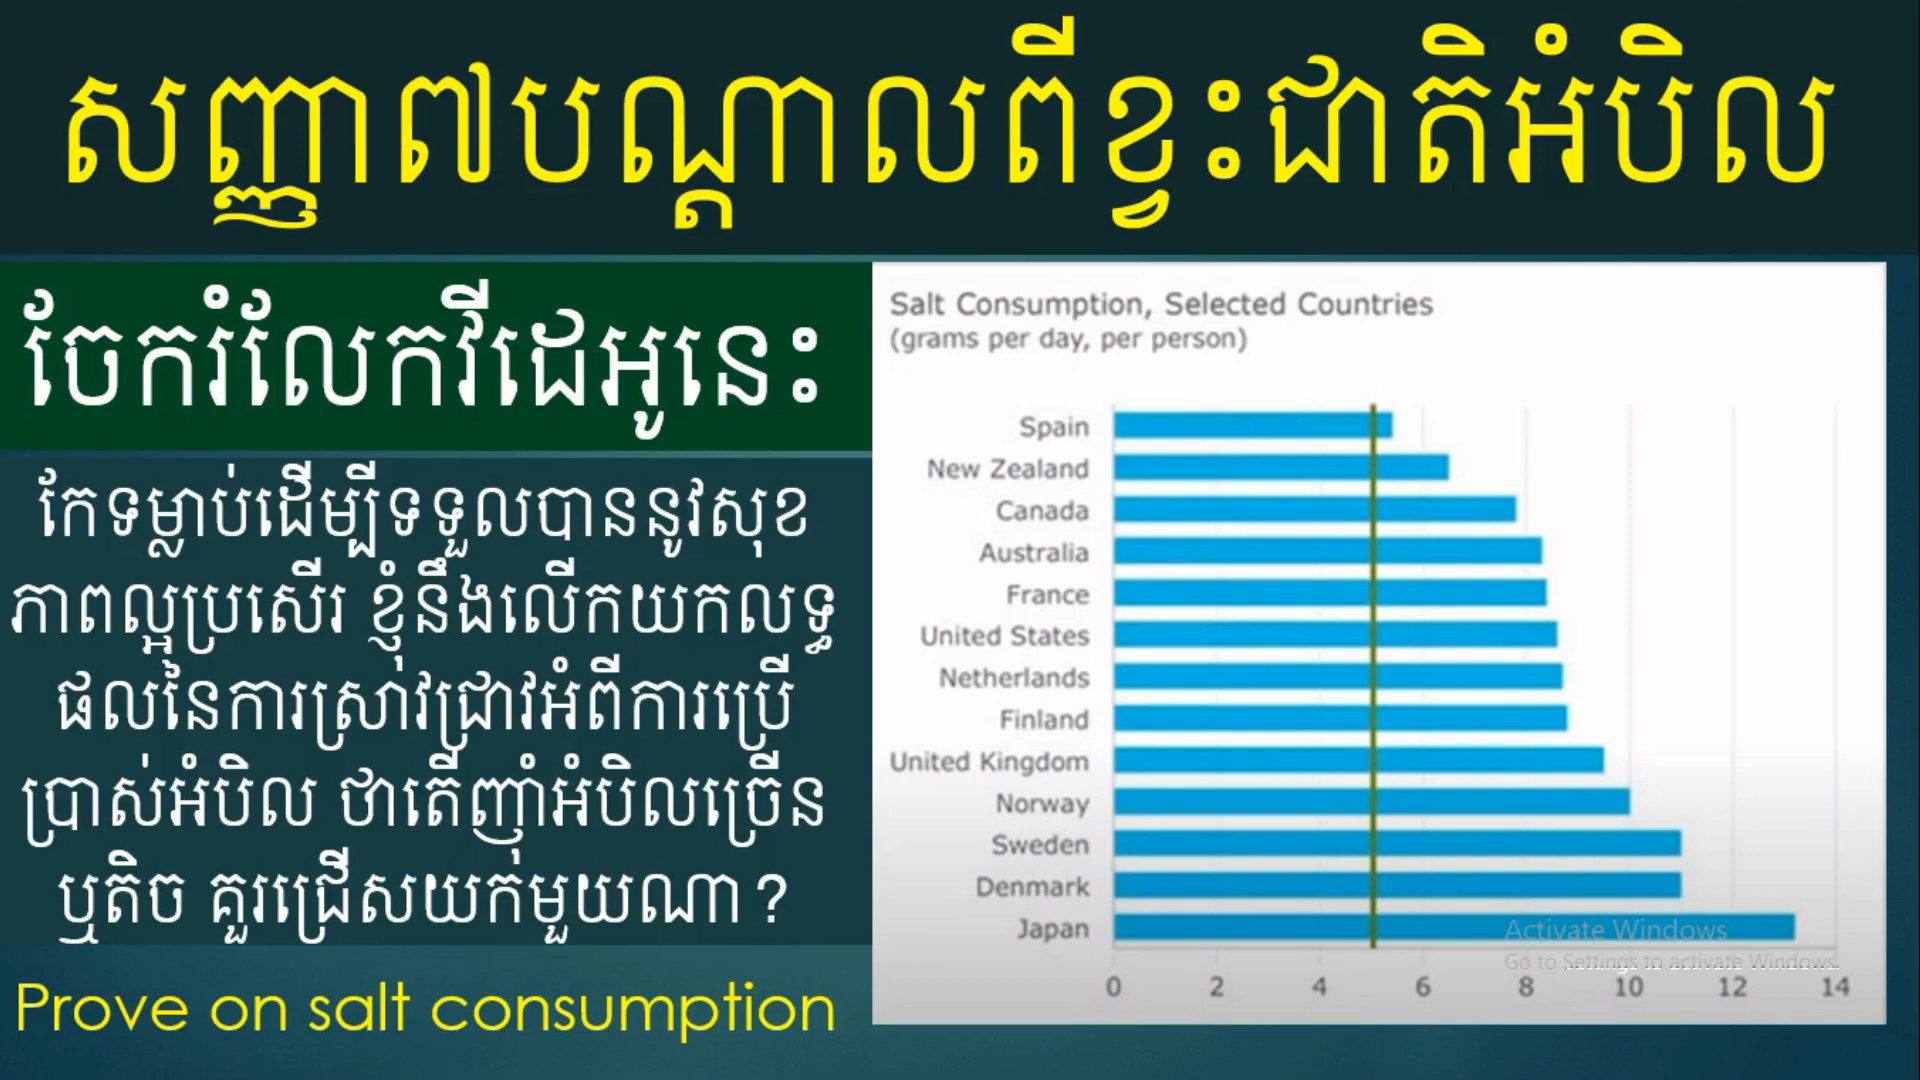 សញ្ញា៧បណ្តាលពីខ្វះជាតិអំបិល
ចែករំលែកវីដេអូនេះ
កែទម្លាប់ដើម្បីទទួលបាននូវសុខ
ភាពល្អប្រសើរ ខ្ញុំនឹងលើកយកលទ្ធ
ផលនៃការស្រាវជ្រាវអំពីការប្រើ
ប្រាស់អំបិល ថាតើញ៉ាំអំបិលច្រើន
ឬតិច គួរជ្រើសយកមួយណា?
Prove on salt consumption
Salt Consumption, Selected Countries
(grams per day, per person)
Spain
New Zealand
Canada
Australia
France
United States
Netherlands
Finland
United Kingdom
Norway
Sweden
Denmark
Japan
0 2 4 6 8 10 12 14
Activate Windows
Go to Settings to activate Windows.